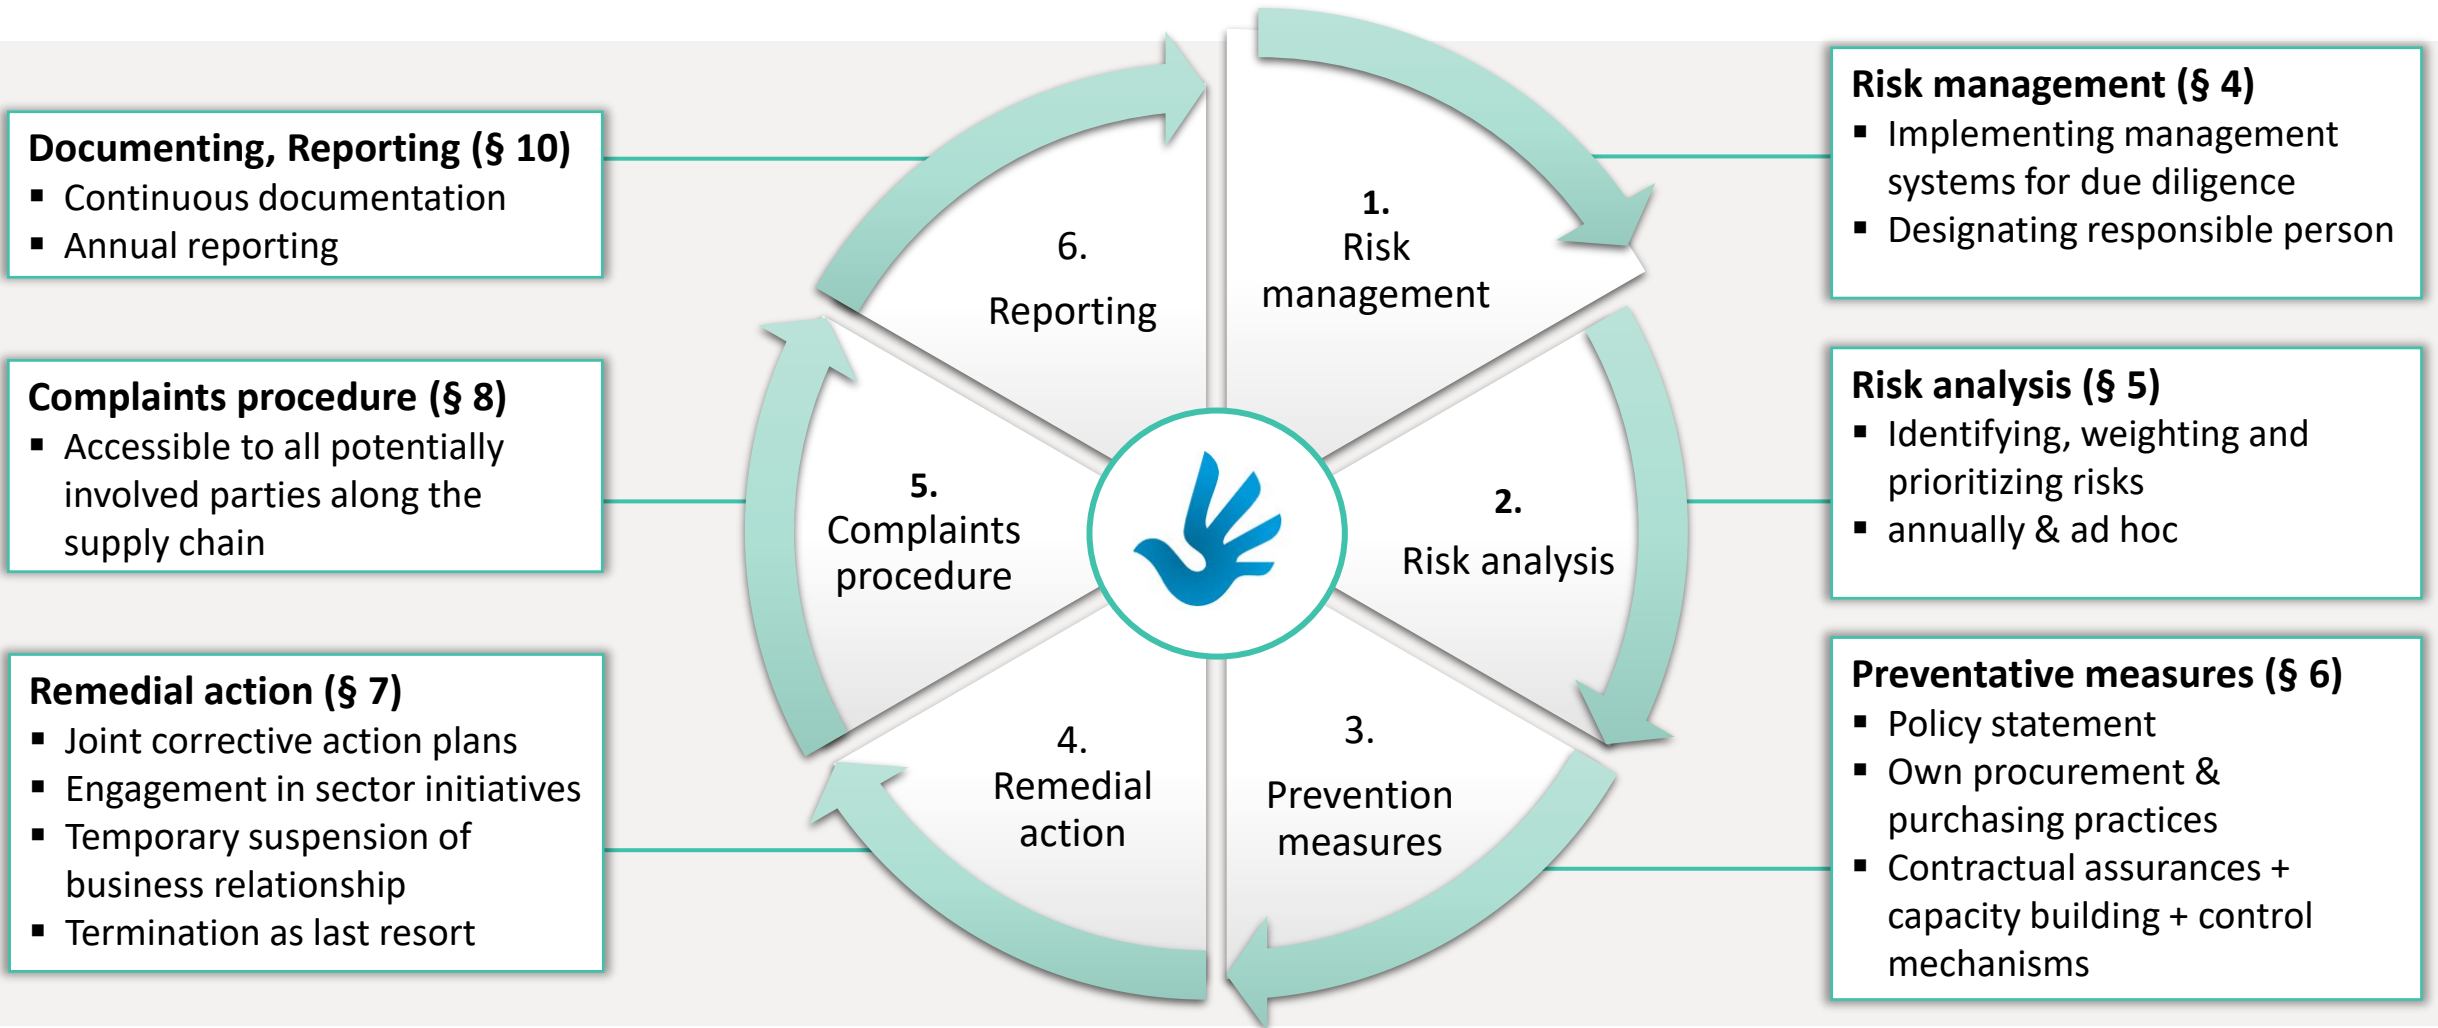 Documenting, Reporting (§ 10)
▪ Continuous documentation
▪ Annual reporting
Complaints procedure (§ 8)
▪ Accessible to all potentially
involved parties along the
supply chain
Remedial action (§ 7)
▪ Joint corrective action plans
▪ Engagement in sector initiatives
▪ Temporary suspension of
business relationship
▪ Termination as last resort
1.
Risk
management
2.
Risk analysis
3.
Prevention
measures
4.
Remedial
action
5.
Complaints
procedure
6.
Reporting
Risk management (§ 4)
▪ Implementing management
systems for due diligence
▪ Designating responsible person
Risk analysis (§ 5)
▪ Identifying, weighting and
prioritizing risks
▪ annually & ad hoc
Preventative measures (§ 6)
▪ Policy statement
▪ Own procurement &
purchasing practices
▪ Contractual assurances +
capacity building + control
mechanisms